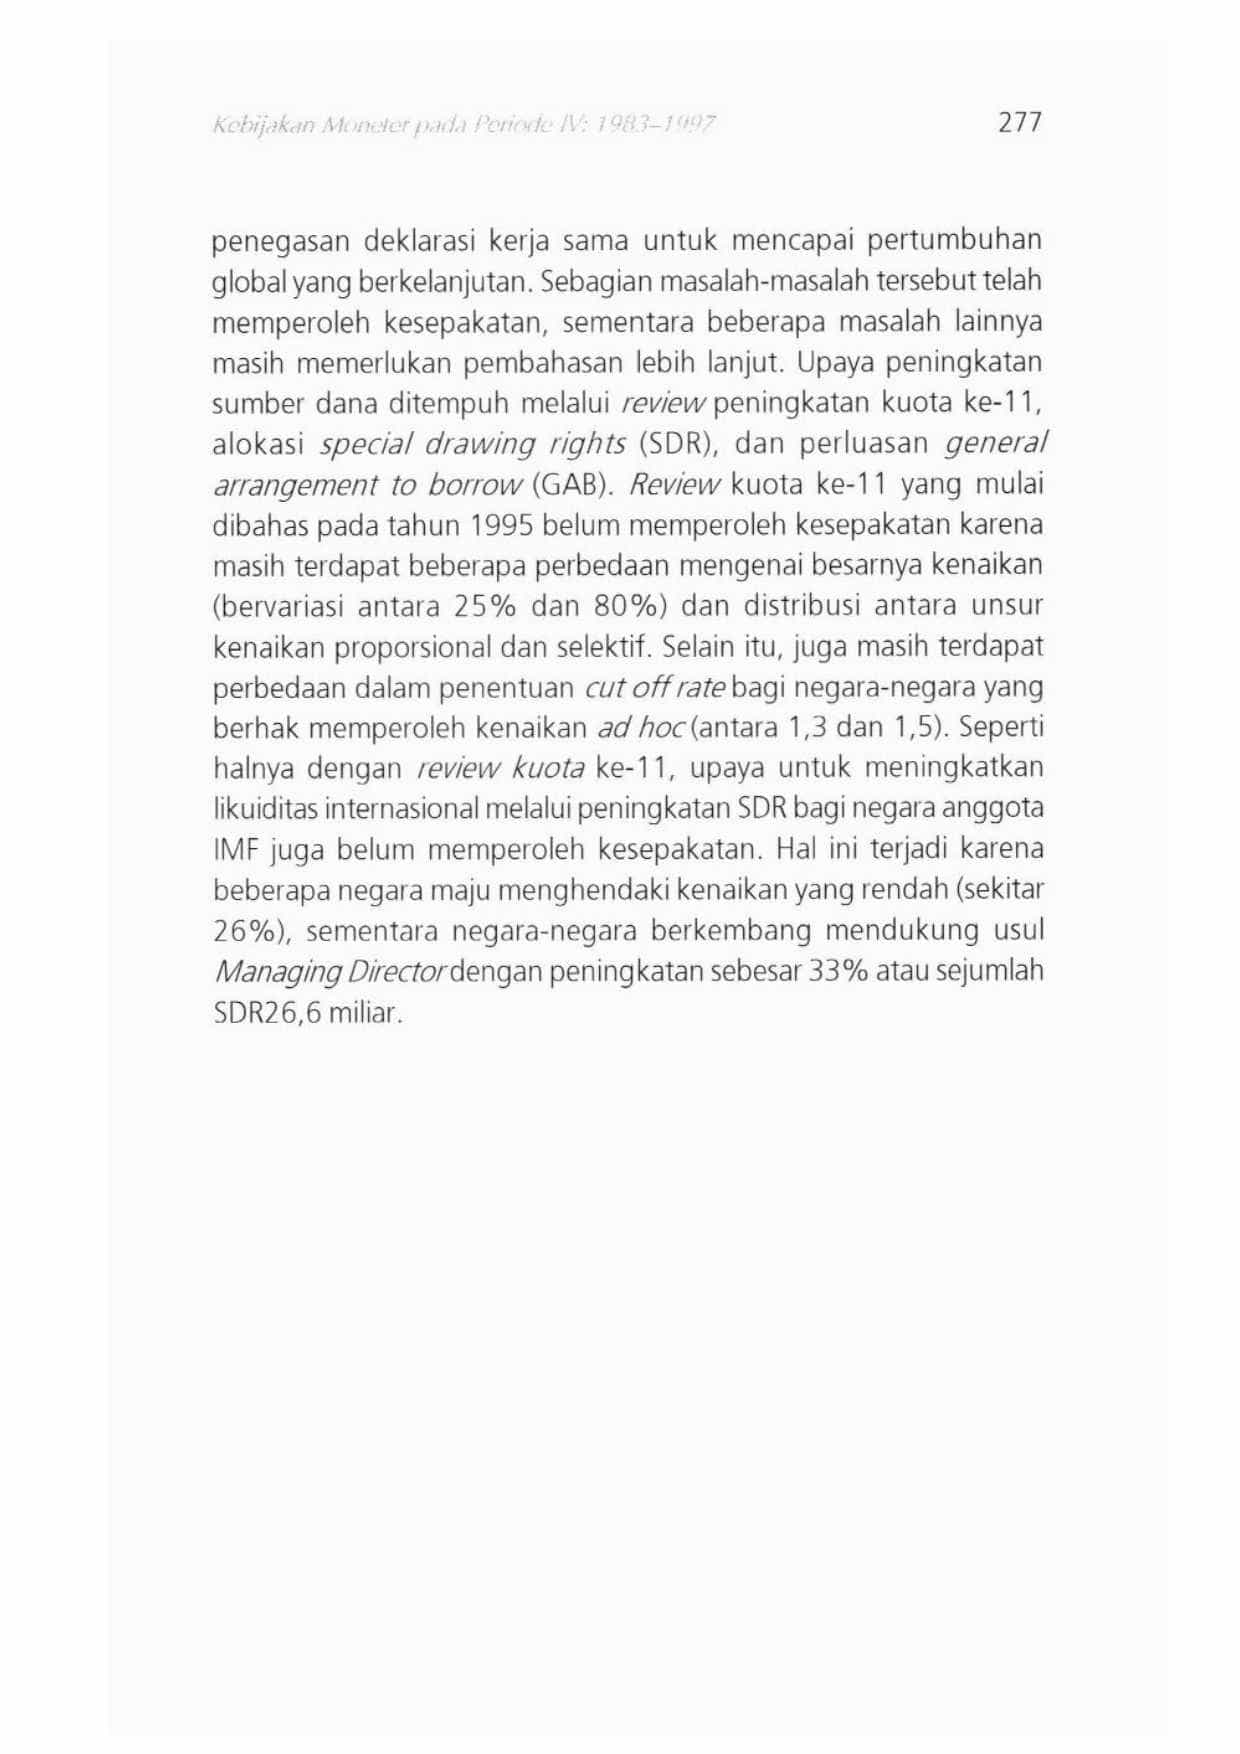 Kebijakan Moneter pada Periode IV: 1983–1997 277
penegasan deklarasi kerja sama untuk mencapai pertumbuhan
global yang berkelanjutan. Sebagian masalah-masalah tersebut telah
memperoleh kesepakatan, sementara beberapa masalah lainnya
masih memerlukan pembahasan lebih lanjut. Upaya peningkatan
sumber dana ditempuh melalui review peningkatan kuota ke-11,
alokasi special drawing rights (SDR), dan perluasan general
arrangement to borrow (GAB). Review kuota ke-11 yang mulai
dibahas pada tahun 1995 belum memperoleh kesepakatan karena
masih terdapat beberapa perbedaan mengenai besarnya kenaikan
(bervariasi antara 25% dan 80%) dan distribusi antara unsur
kenaikan proporsional dan selektif. Selain itu, juga masih terdapat
perbedaan dalam penentuan cut off rate bagi negara-negara yang
berhak memperoleh kenaikan ad hoc (antara 1,3 dan 1,5). Seperti
halnya dengan review kuota ke-11, upaya untuk meningkatkan
likuiditas internasional melalui peningkatan SDR bagi negara anggota
IMF juga belum memperoleh kesepakatan. Hal ini terjadi karena
beberapa negara maju menghendaki kenaikan yang rendah (sekitar
26%), sementara negara-negara berkembang mendukung usul
Managing Director dengan peningkatan sebesar 33% atau sejumlah
SDR26,6 miliar.